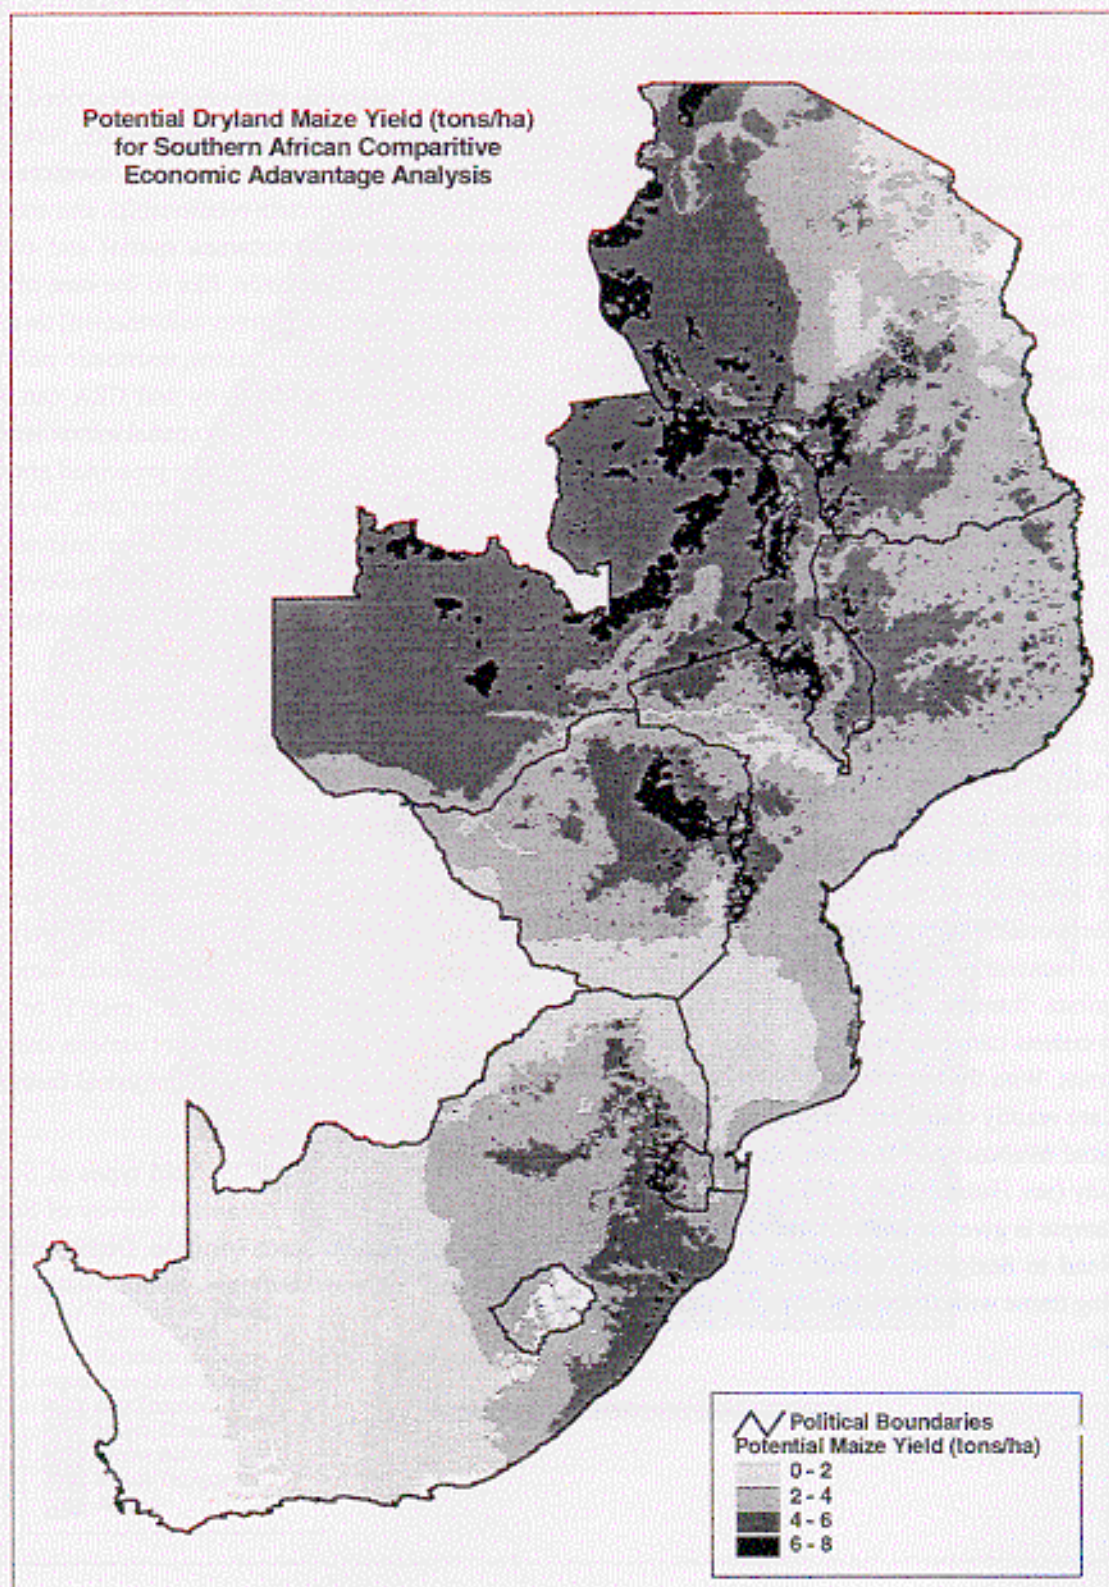 Potential Dryland Maize Yield (tons/ha)
for Southern African Comparitive
Economic Adavantage Analysis
Political Boundaries
Potential Maize Yield (tons/ha)
0 - 2
2 - 4
4 - 6
6 - 8